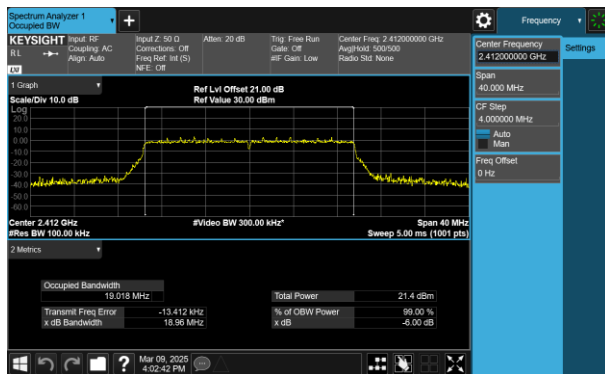 Spectrum Analyzer 1
Occupied BW
Frequency
KEYSIGHT
Input: RF
Coupling: AC
Align: Auto
Input Z: 50 Ω
Corrections: Off
Freq Ref: Int (S)
NFE: Off
Atten: 20 dB
Trig: Free Run
Gate: Off
#IF Gain: Low
Center Freq: 2.412000000 GHz
Avg|Hold: 500/500
Radio Std: None
RL
LXI
Center Frequency
2.412000000 GHz
Settings
Span
40.000 MHz
CF Step
4.000000 MHz
Auto
Man
Freq Offset
0 Hz
1 Graph
Scale/Div 10.0 dB
Ref Lvl Offset 21.00 dB
Ref Value 30.00 dBm
Log
20.0
10.0
0.00
-10.0
-20.0
-30.0
-40.0
-50.0
-60.0
Center 2.412 GHz
#Res BW 100.00 kHz
#Video BW 300.00 kHz*
Span 40 MHz
Sweep 5.00 ms (1001 pts)
2 Metrics
Occupied Bandwidth
19.018 MHz
Total Power 21.4 dBm
Transmit Freq Error -13.412 kHz
% of OBW Power 99.00 %
x dB Bandwidth 18.96 MHz
x dB -6.00 dB
Mar 09, 2025
4:02:42 PM